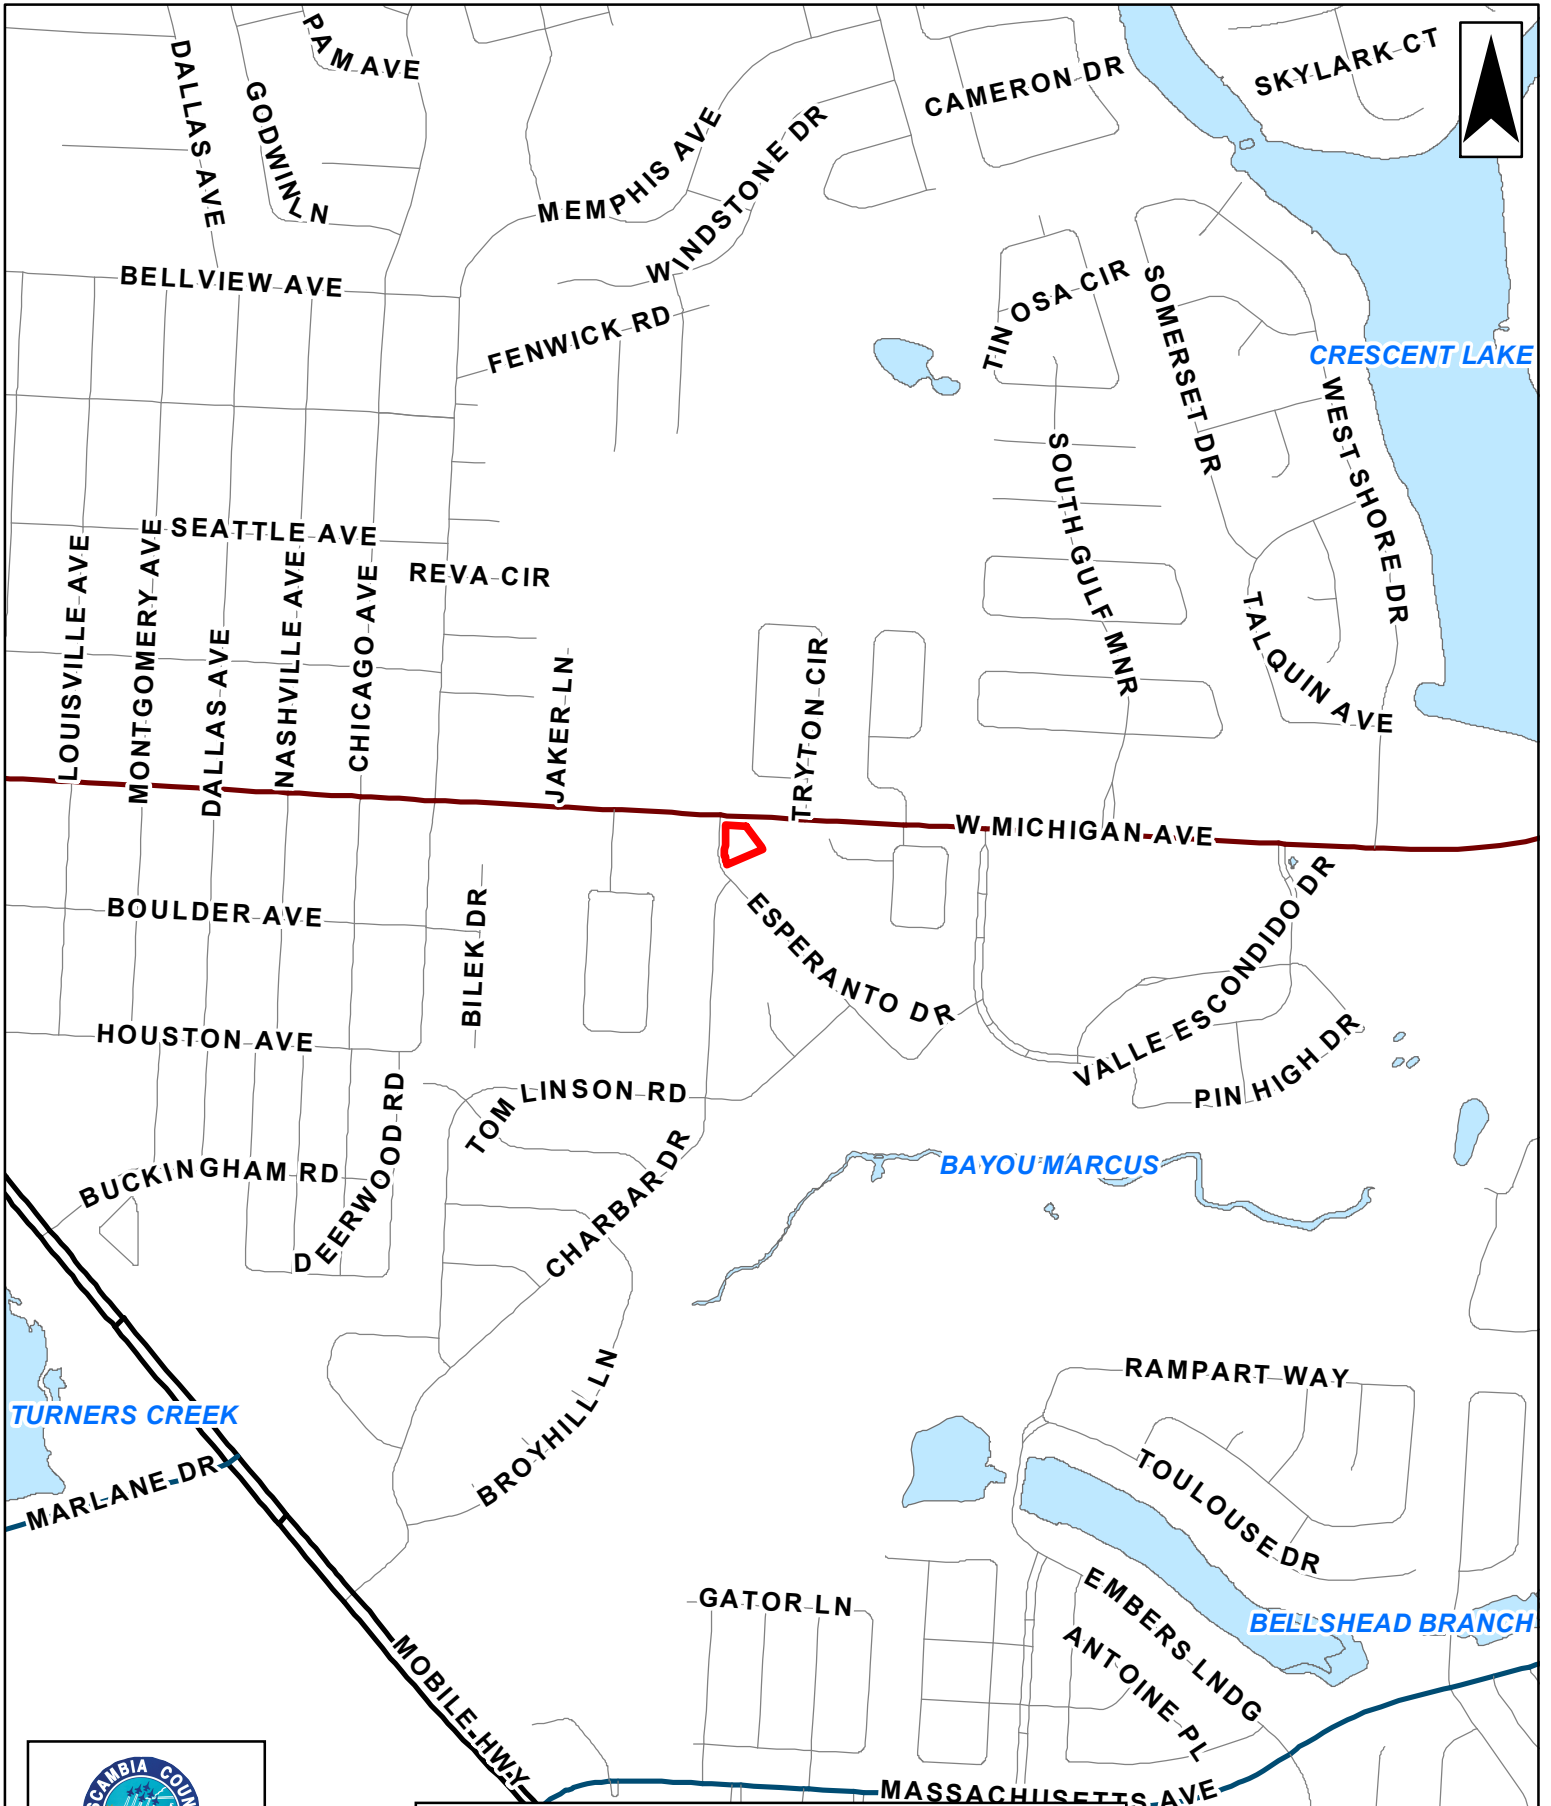 PAM AVE
SKYLARK CT
CAMERON DR
DALLAS AVE
GODWIN LN
MEMPHIS AVE
WINDSTONE DR
BELLVIEW AVE
TINOSA CIR
SOMERSET DR
FENWICK RD
CRESCENT LAKE
WEST SHORE DR
SOUTH GULF MNR
SEATTLE AVE
REVA CIR
LOUISVILLE AVE
MONTGOMERY AVE
DALLAS AVE
NASHVILLE AVE
CHICAGO AVE
JAKER LN
TRYTON CIR
TALQUIN AVE
W MICHIGAN AVE
BOULDER AVE
BILEK DR
ESPERANTO DR
VALLE ESCONDIDO DR
HOUSTON AVE
PIN HIGH DR
TOMLINSON RD
DEERWOOD RD
BUCKINGHAM RD
CHARBAR DR
BAYOU MARCUS
RAMPART WAY
BROYHILL LN
TURNERS CREEK
MARLANE DR
TOULOUSE DR
EMBERS LNDG
GATOR LN
BELLSHEAD BRANCH
ANTOINE PL
MOBILE HWY
MASSACHUSETTS AVE